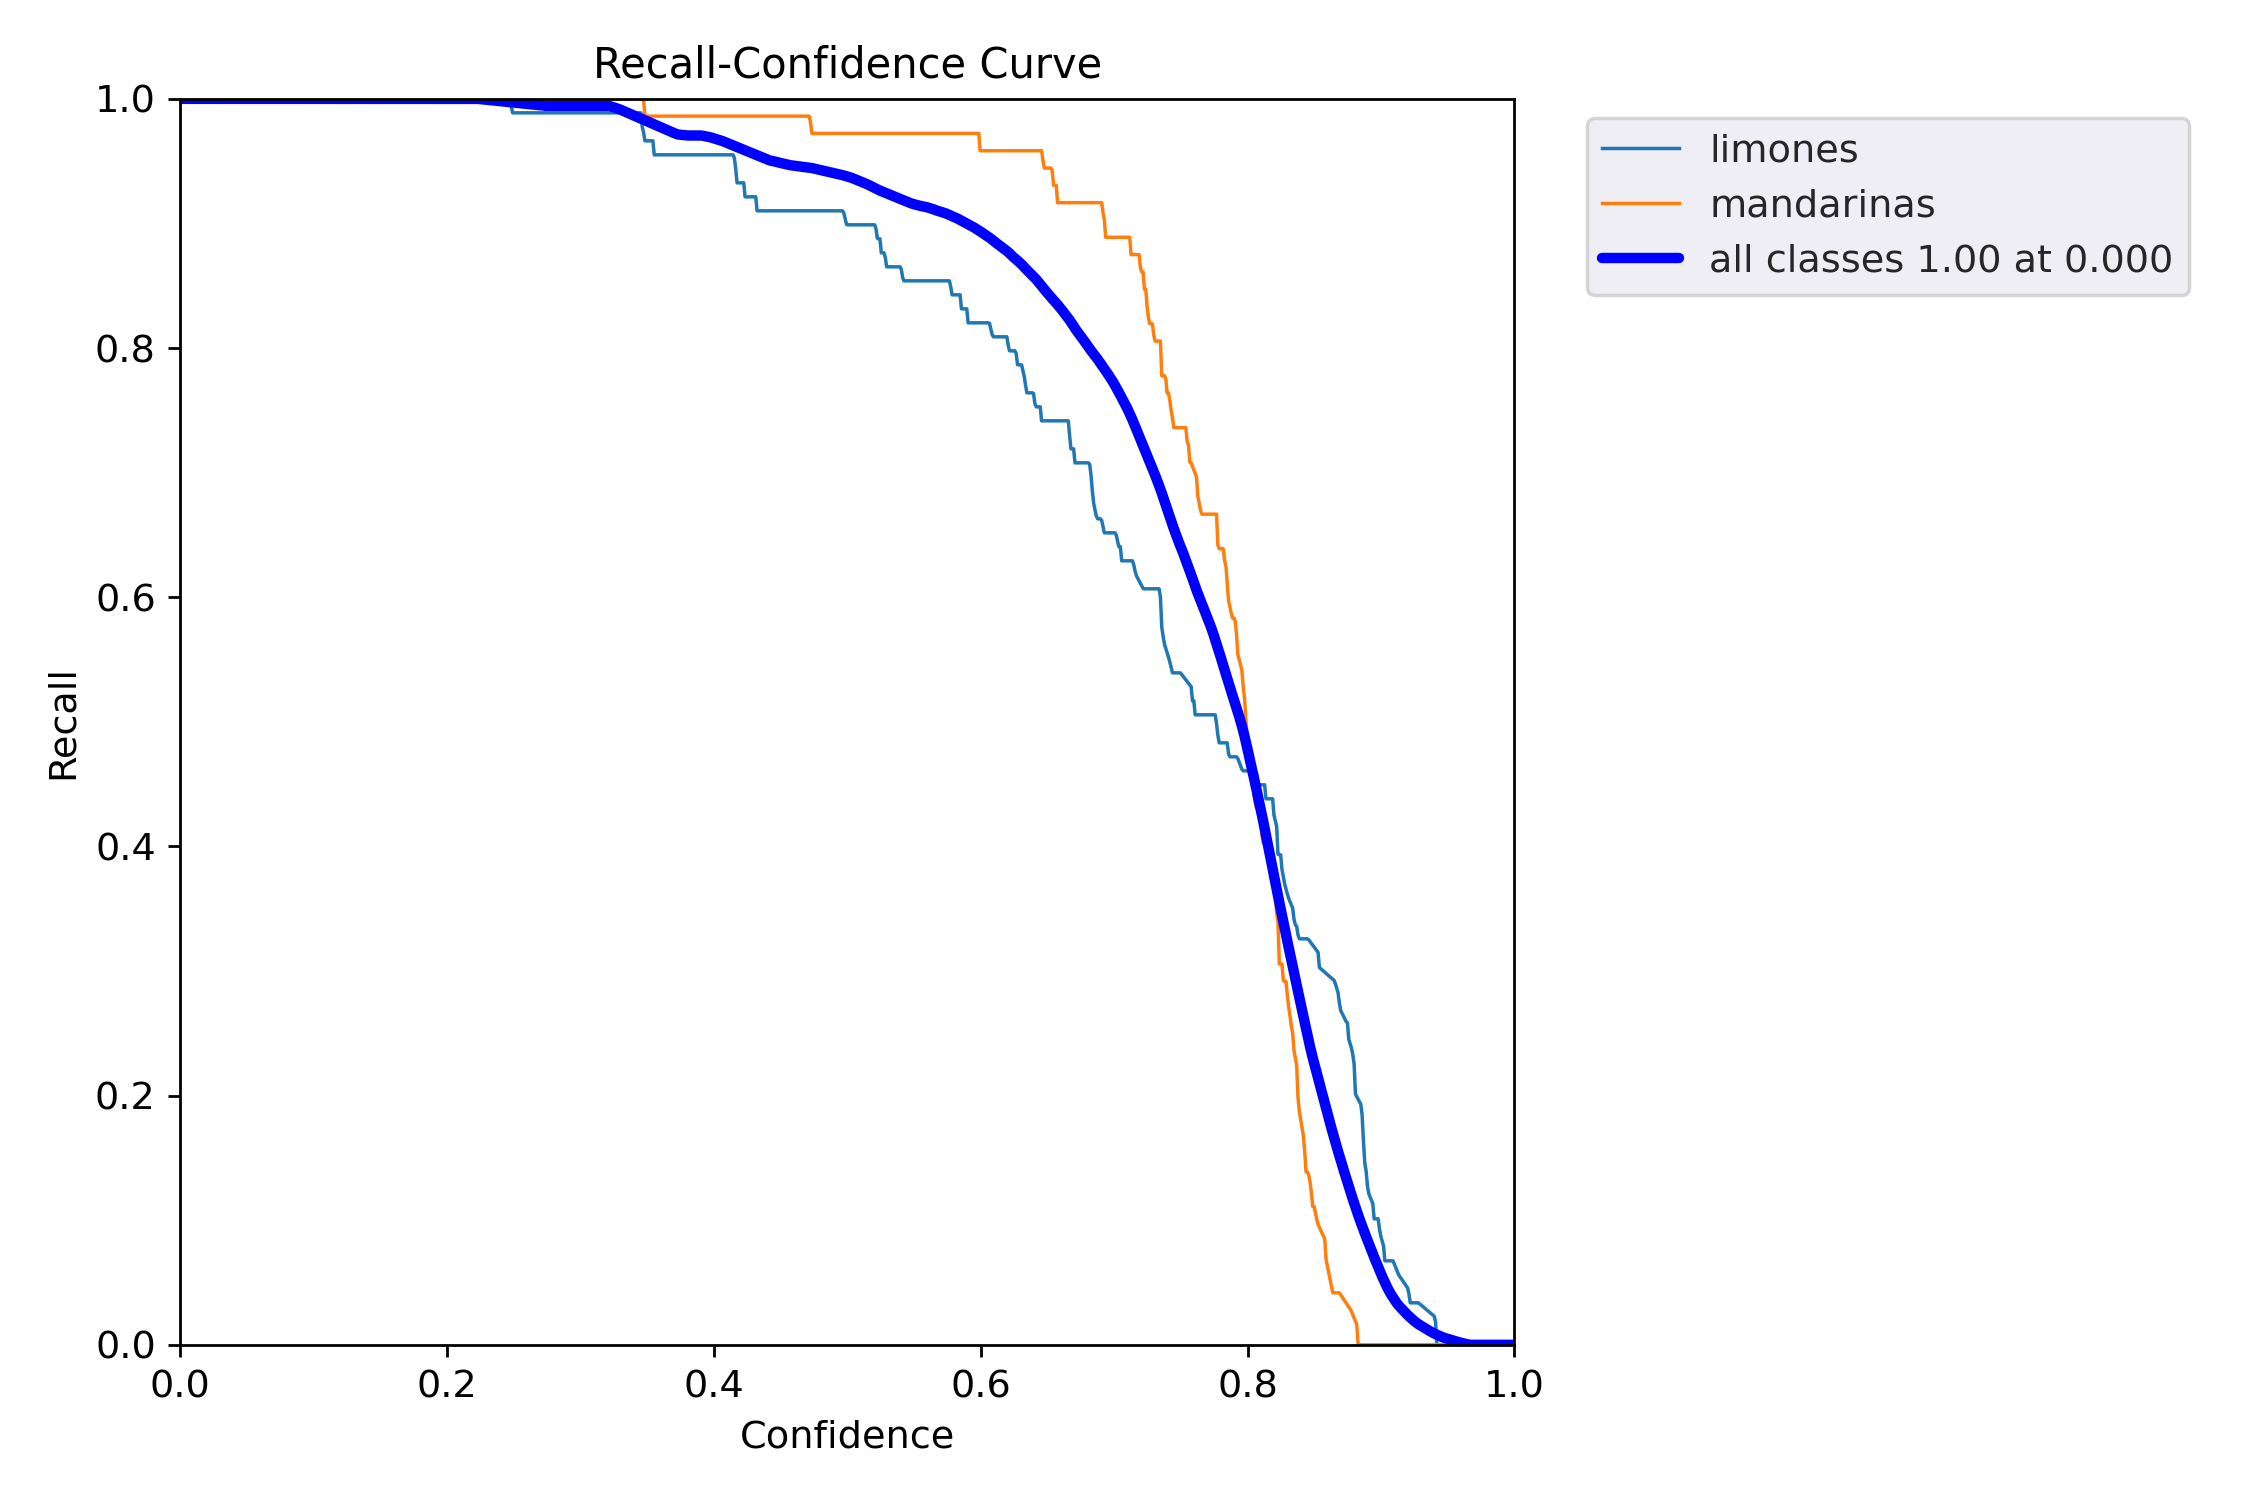 Recall-Confidence Curve
1.0
0.8
0.6
0.4
0.2
0.0
Recall
0.0 0.2 0.4 0.6 0.8 1.0
Confidence
limones
mandarinas
all classes 1.00 at 0.000